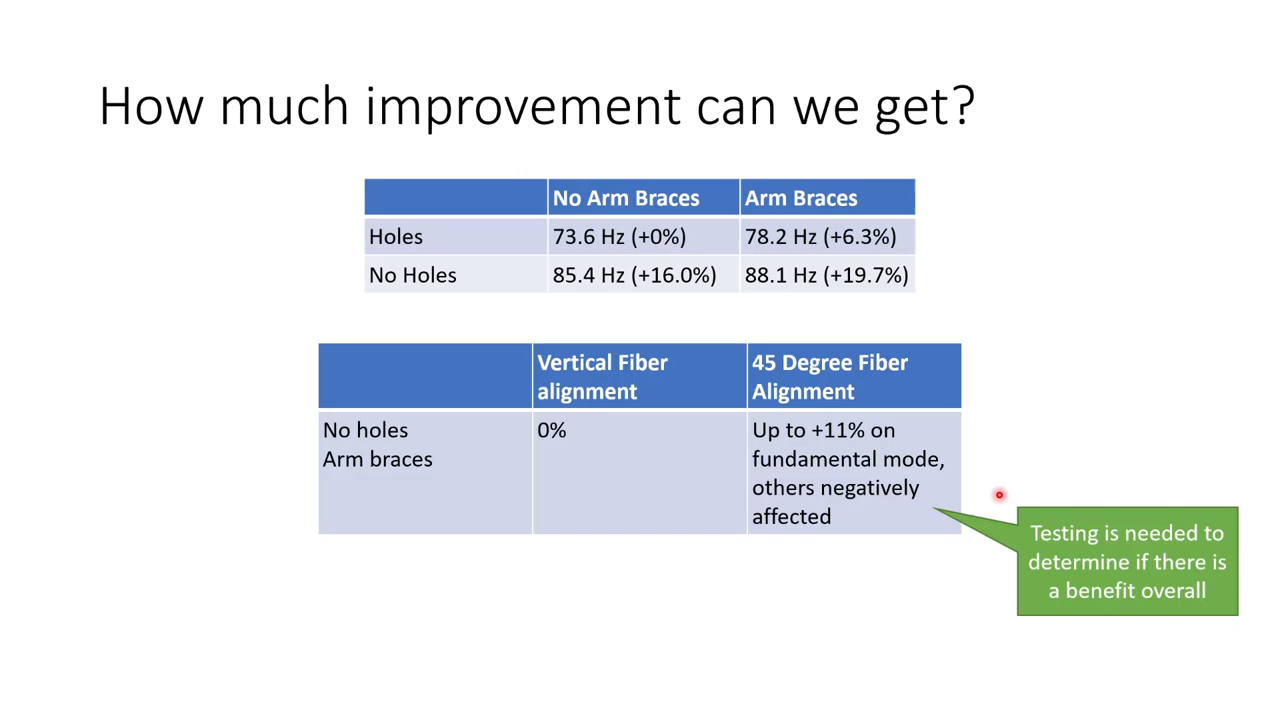 How much improvement can we get?
No Arm Braces Arm Braces
Holes 73.6 Hz (+0%) 78.2 Hz (+6.3%)
No Holes 85.4 Hz (+16.0%) 88.1 Hz (+19.7%)
Vertical Fiber 45 Degree Fiber
alignment Alignment
No holes 0% Up to +11% on
Arm braces fundamental mode,
others negatively
affected
Testing is needed to
determine if there is
a benefit overall